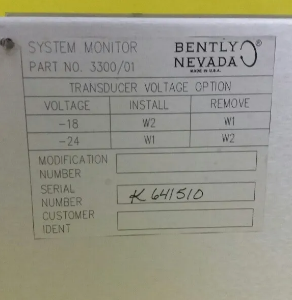 SYSTEM MONITOR
PART NO. 3300/01
BENTLY
NEVADA
MADE IN U.S.A.
TRANSDUCER VOLTAGE OPTION
VOLTAGE INSTALL REMOVE
-18 W2 W1
-24 W1 W2
MODIFICATION
NUMBER
SERIAL
NUMBER K641510
CUSTOMER
IDENT